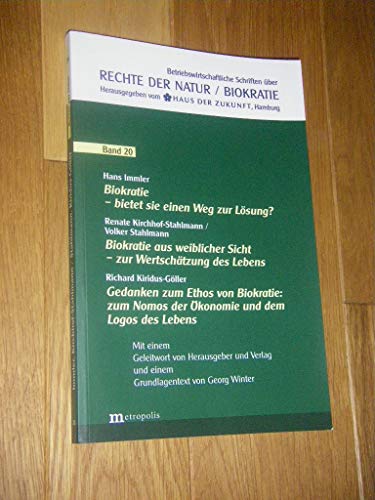 Betriebswirtschaftliche Schriften über
RECHTE DER NATUR / BIOKRATIE
Herausgegeben vom HAUS DER ZUKUNFT, Hamburg
Band 20
Hans Immler
Biokratie
– bietet sie einen Weg zur Lösung?
Renate Kirchhof-Stahlmann/
Volker Stahlmann
Biokratie aus weiblicher Sicht
– zur Wertschätzung des Lebens
Richard Kiridus-Göller
Gedanken zum Ethos von Biokratie:
zum Nomos der Ökonomie und dem
Logos des Lebens
Mit einem
Geleitwort von Herausgeber und Verlag
und einem
Grundlagentext von Georg Winter
metropolis